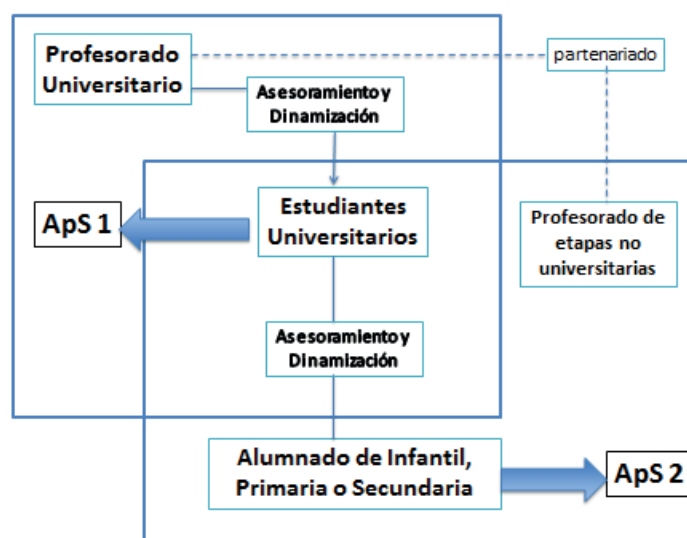 Profesorado
Universitario
partenariado
Asesoramiento y
Dinamización
Estudiantes
Universitarios
ApS 1
Profesorado de
etapas no
universitarias
Asesoramiento y
Dinamización
Alumnado de Infantil,
Primaria o Secundaria
ApS 2